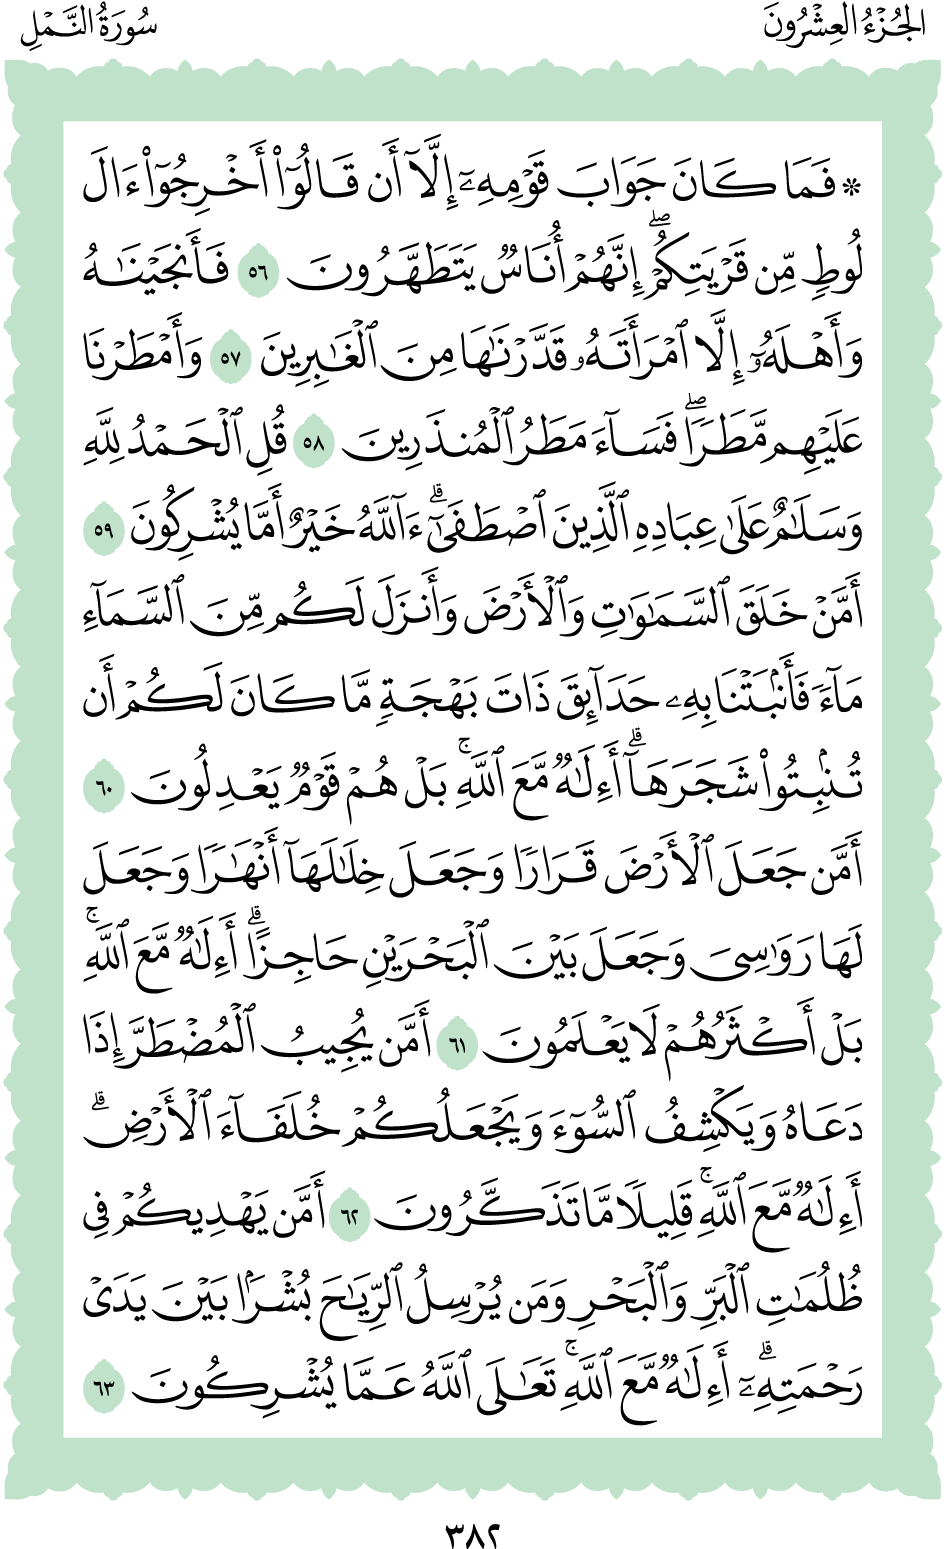 الجُزْءُ العِشْرُونَ
سُورَةُ النَّمْلِ
۞ فَمَا كَانَ جَوَابَ قَوْمِهِۦٓ إِلَّآ أَن قَالُوٓا۟ أَخْرِجُوٓا۟ ءَالَ
لُوطٍ مِّن قَرْيَتِكُمْ ۖ إِنَّهُمْ أُنَاسٌ يَتَطَهَّرُونَ ٥٦ فَأَنجَيْنَـٰهُ
وَأَهْلَهُۥٓ إِلَّا ٱمْرَأَتَهُۥ قَدَّرْنَـٰهَا مِنَ ٱلْغَـٰبِرِينَ ٥٧ وَأَمْطَرْنَا
عَلَيْهِم مَّطَرًا ۖ فَسَآءَ مَطَرُ ٱلْمُنذَرِينَ ٥٨ قُلِ ٱلْحَمْدُ لِلَّهِ
وَسَلَـٰمٌ عَلَىٰ عِبَادِهِ ٱلَّذِينَ ٱصْطَفَىٰٓ ۗ ءَآللَّهُ خَيْرٌ أَمَّا يُشْرِكُونَ ٥٩
أَمَّنْ خَلَقَ ٱلسَّمَـٰوَٰتِ وَٱلْأَرْضَ وَأَنزَلَ لَكُم مِّنَ ٱلسَّمَآءِ
مَآءً فَأَنۢبَتْنَا بِهِۦ حَدَآئِقَ ذَاتَ بَهْجَةٍ مَّا كَانَ لَكُمْ أَن
تُنۢبِتُوا۟ شَجَرَهَآ ۗ أَءِلَـٰهٌ مَّعَ ٱللَّهِ ۚ بَلْ هُمْ قَوْمٌ يَعْدِلُونَ ٦٠
أَمَّن جَعَلَ ٱلْأَرْضَ قَرَارًا وَجَعَلَ خِلَـٰلَهَآ أَنْهَـٰرًا وَجَعَلَ
لَهَا رَوَٰسِىَ وَجَعَلَ بَيْنَ ٱلْبَحْرَيْنِ حَاجِزًا ۗ أَءِلَـٰهٌ مَّعَ ٱللَّهِ ۚ
بَلْ أَكْثَرُهُمْ لَا يَعْلَمُونَ ٦١ أَمَّن يُجِيبُ ٱلْمُضْطَرَّ إِذَا
دَعَاهُ وَيَكْشِفُ ٱلسُّوٓءَ وَيَجْعَلُكُمْ خُلَفَآءَ ٱلْأَرْضِ ۗ
أَءِلَـٰهٌ مَّعَ ٱللَّهِ ۚ قَلِيلًا مَّا تَذَكَّرُونَ ٦٢ أَمَّن يَهْدِيكُمْ فِى
ظُلُمَـٰتِ ٱلْبَرِّ وَٱلْبَحْرِ وَمَن يُرْسِلُ ٱلرِّيَـٰحَ بُشْرًۢا بَيْنَ يَدَىْ
رَحْمَتِهِۦٓ ۗ أَءِلَـٰهٌ مَّعَ ٱللَّهِ ۚ تَعَـٰلَى ٱللَّهُ عَمَّا يُشْرِكُونَ ٦٣
٣٨٢